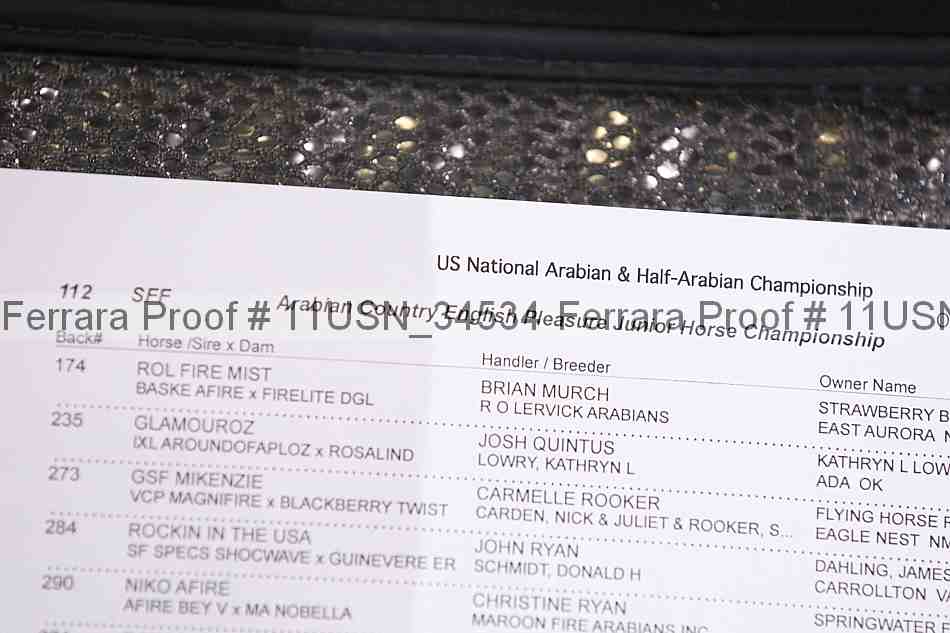 US National Arabian & Half-Arabian Championship
112 SEF Arabian Country English Pleasure Junior Horse Championship
Ferrara Proof # 11USN_34534 Ferrara Proof # 11USN
Back# Horse /Sire x Dam Handler / Breeder Owner Name
174 ROL FIRE MIST BRIAN MURCH STRAWBERRY B
BASKE AFIRE x FIRELITE DGL R O LERVICK ARABIANS EAST AURORA N
235 GLAMOUROZ JOSH QUINTUS KATHRYN L LOW
IXL AROUNDOFAPLOZ x ROSALIND LOWRY, KATHRYN L ADA OK
273 GSF MIKENZIE CARMELLE ROOKER FLYING HORSE F
VCP MAGNIFIRE x BLACKBERRY TWIST CARDEN, NICK & JULIET & ROOKER, S... EAGLE NEST NM
284 ROCKIN IN THE USA JOHN RYAN DAHLING, JAMES
SF SPECS SHOCWAVE x GUINEVERE ER SCHMIDT, DONALD H CARROLLTON VA
290 NIKO AFIRE CHRISTINE RYAN SPRINGWATER F
AFIRE BEY V x MA NOBELLA MAROON FIRE ARABIANS INC